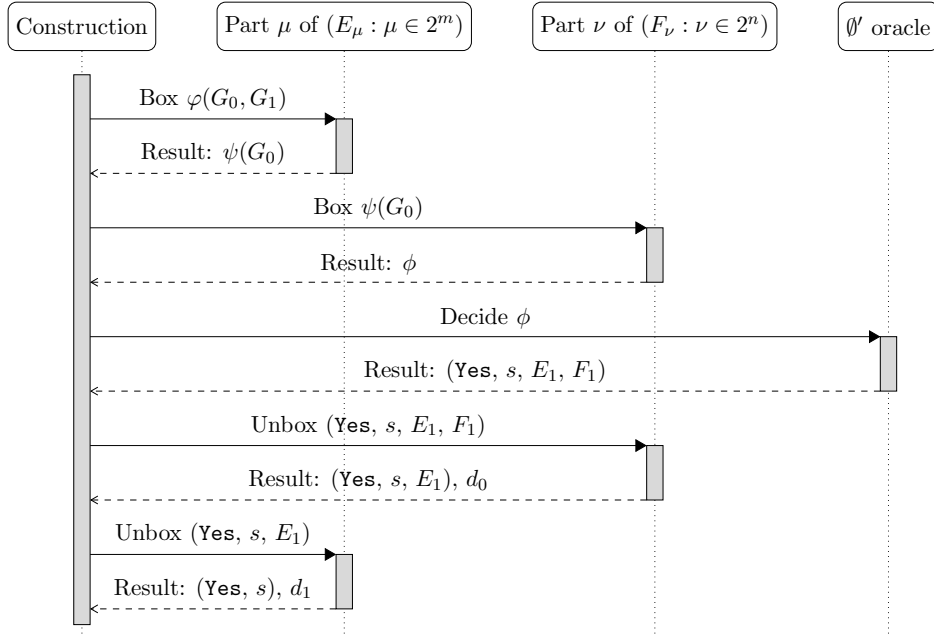 Construction
Part μ of (E_μ : μ ∈ 2^m)
Part ν of (F_ν : ν ∈ 2^n)
∅′ oracle
Box φ(G_0, G_1)
Result: ψ(G_0)
Box ψ(G_0)
Result: ϕ
Decide ϕ
Result: (Yes, s, E_1, F_1)
Unbox (Yes, s, E_1, F_1)
Result: (Yes, s, E_1), d_0
Unbox (Yes, s, E_1)
Result: (Yes, s), d_1